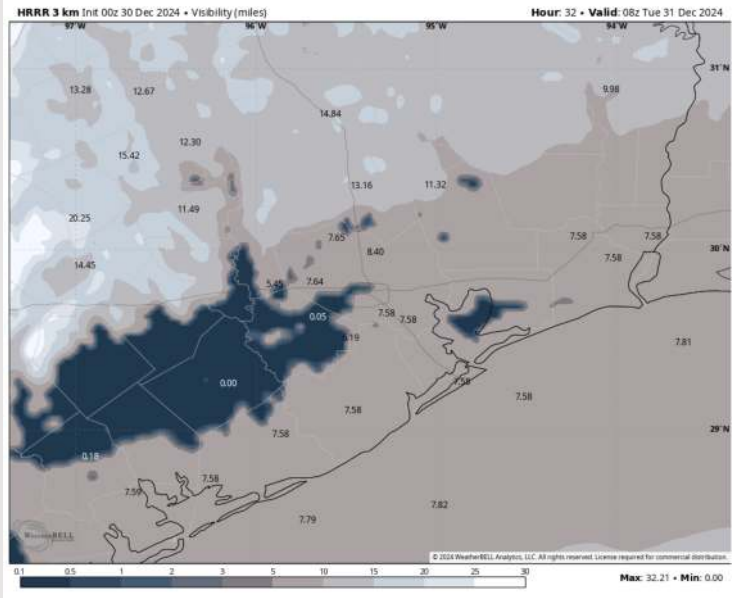 HRRR 3 km Init 00z 30 Dec 2024 • Visibility (miles) Hour: 32 • Valid: 08z Tue 31 Dec 2024
97°W 96°W 95°W 94°W
31°N
13.28 12.67 9.98
14.84
12.30
15.42
13.16 11.32
11.49
20.25
7.65 7.58 7.58
8.40 30°N
7.58
14.45
5.45 7.64
0.05 7.58 7.58
6.19 7.81
0.00 7.58
7.58
7.58
7.58 29°N
0.18
7.58
7.59
7.82
7.79
WeatherBELL
© 2024 WeatherBELL Analytics, LLC. All rights reserved. License required for commercial distribution.
0.1 0.5 1 2 3 5 10 15 20 25 30
Max: 32.21 • Min: 0.00